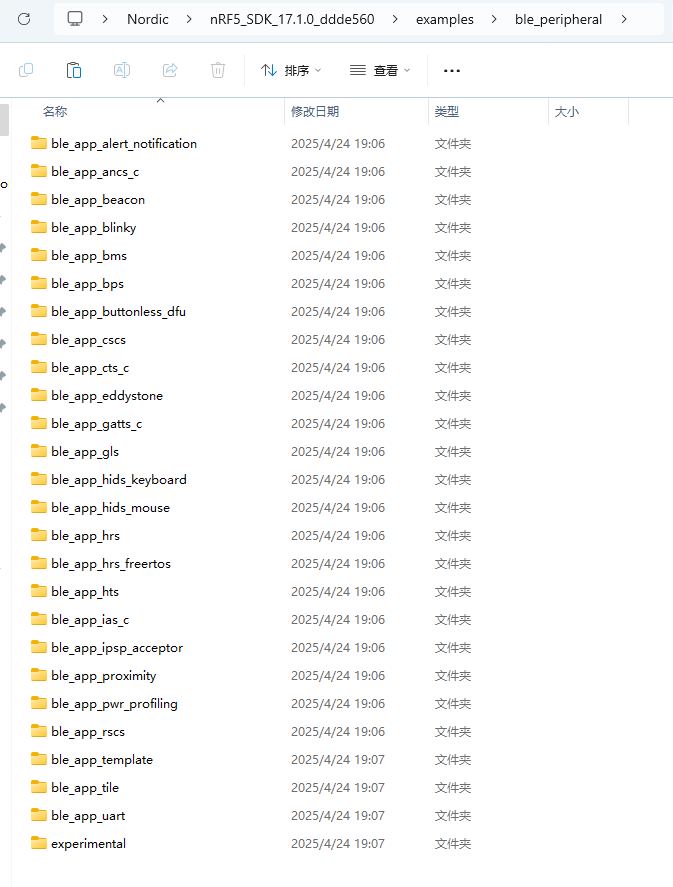 Nordic > nRF5_SDK_17.1.0_ddde560 > examples > ble_peripheral >
排序 查看 ...
名称 修改日期 类型 大小
ble_app_alert_notification 2025/4/24 19:06 文件夹
ble_app_ancs_c 2025/4/24 19:06 文件夹
ble_app_beacon 2025/4/24 19:06 文件夹
ble_app_blinky 2025/4/24 19:06 文件夹
ble_app_bms 2025/4/24 19:06 文件夹
ble_app_bps 2025/4/24 19:06 文件夹
ble_app_buttonless_dfu 2025/4/24 19:06 文件夹
ble_app_cscs 2025/4/24 19:06 文件夹
ble_app_cts_c 2025/4/24 19:06 文件夹
ble_app_eddystone 2025/4/24 19:06 文件夹
ble_app_gatts_c 2025/4/24 19:06 文件夹
ble_app_gls 2025/4/24 19:06 文件夹
ble_app_hids_keyboard 2025/4/24 19:06 文件夹
ble_app_hids_mouse 2025/4/24 19:06 文件夹
ble_app_hrs 2025/4/24 19:06 文件夹
ble_app_hrs_freertos 2025/4/24 19:06 文件夹
ble_app_hts 2025/4/24 19:06 文件夹
ble_app_ias_c 2025/4/24 19:06 文件夹
ble_app_ipsp_acceptor 2025/4/24 19:06 文件夹
ble_app_proximity 2025/4/24 19:06 文件夹
ble_app_pwr_profiling 2025/4/24 19:06 文件夹
ble_app_rscs 2025/4/24 19:06 文件夹
ble_app_template 2025/4/24 19:07 文件夹
ble_app_tile 2025/4/24 19:07 文件夹
ble_app_uart 2025/4/24 19:07 文件夹
experimental 2025/4/24 19:07 文件夹